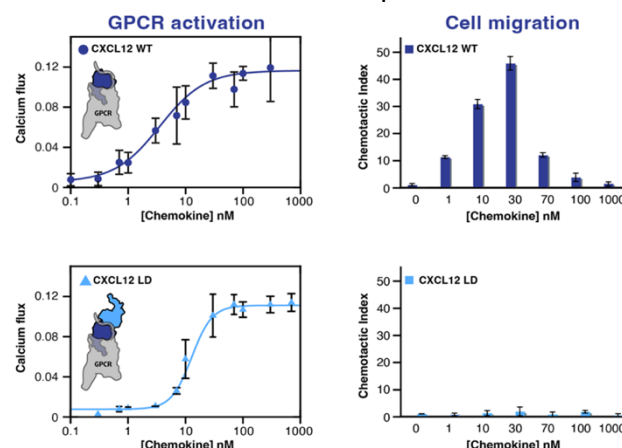 GPCR activation
Calcium flux
0.12
0.08
0.04
0
CXCL12 WT
GPCR
0.1 1 10 100 1000
[Chemokine] nM
Cell migration
Chemotactic Index
50
40
30
20
10
0
CXCL12 WT
0 1 10 30 70 100 1000
[Chemokine] nM
Calcium flux
0.12
0.08
0.04
0
CXCL12 LD
GPCR
0.1 1 10 100 1000
[Chemokine] nM
Chemotactic Index
50
40
30
20
10
0
CXCL12 LD
0 1 10 30 70 100 1000
[Chemokine] nM